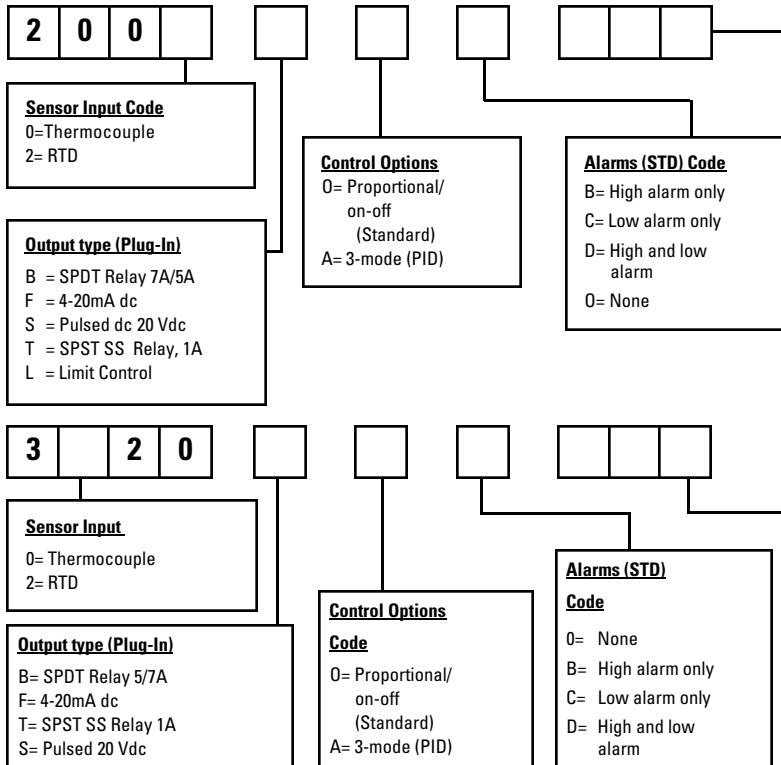 2 0 0
Sensor Input Code
0=Thermocouple
2= RTD
Output type (Plug-In)
B = SPDT Relay 7A/5A
F = 4-20mA dc
S = Pulsed dc 20 Vdc
T = SPST SS Relay, 1A
L = Limit Control
Control Options
O= Proportional/
on-off
(Standard)
A= 3-mode (PID)
Alarms (STD) Code
B= High alarm only
C= Low alarm only
D= High and low
alarm
O= None
3 2 0
Sensor Input
0= Thermocouple
2= RTD
Output type (Plug-In)
B= SPDT Relay 5/7A
F= 4-20mA dc
T= SPST SS Relay 1A
S= Pulsed 20 Vdc
Control Options
Code
O= Proportional/
on-off
(Standard)
A= 3-mode (PID)
Alarms (STD)
Code
0= None
B= High alarm only
C= Low alarm only
D= High and low
alarm